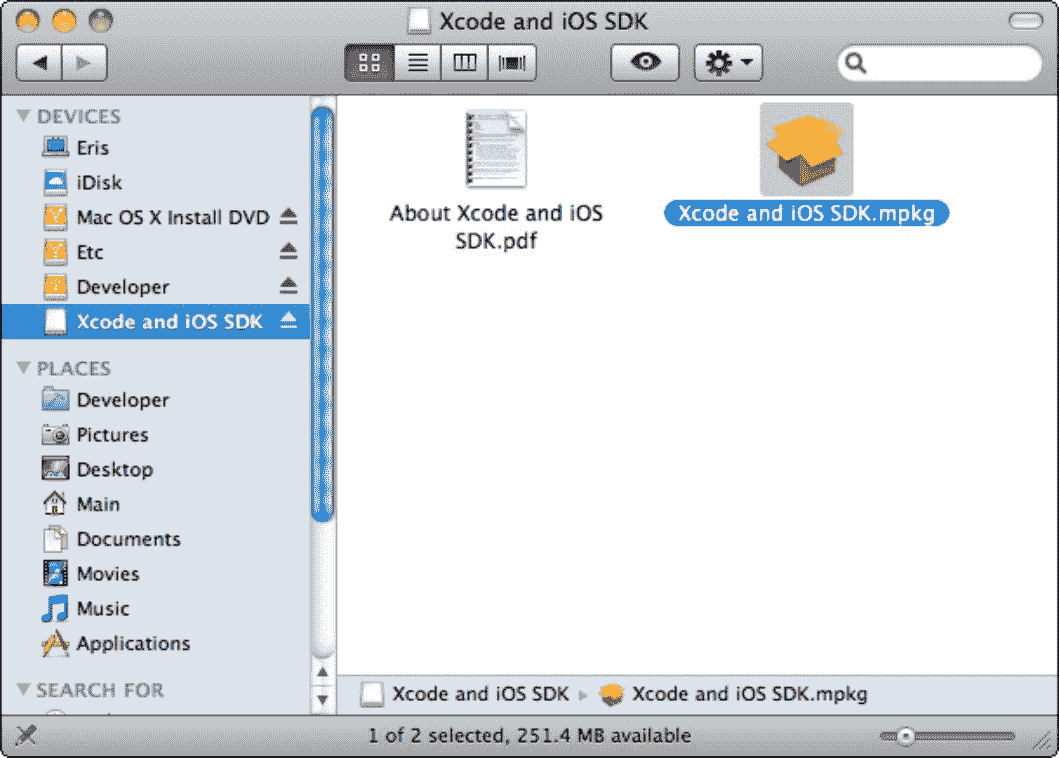 Xcode and iOS SDK
DEVICES
Eris
iDisk
Mac OS X Install DVD
Etc
Developer
Xcode and iOS SDK
PLACES
Developer
Pictures
Desktop
Main
Documents
Movies
Music
Applications
SEARCH FOR
About Xcode and iOS
SDK.pdf
Xcode and iOS SDK.mpkg
Xcode and iOS SDK ▸ Xcode and iOS SDK.mpkg
1 of 2 selected, 251.4 MB available